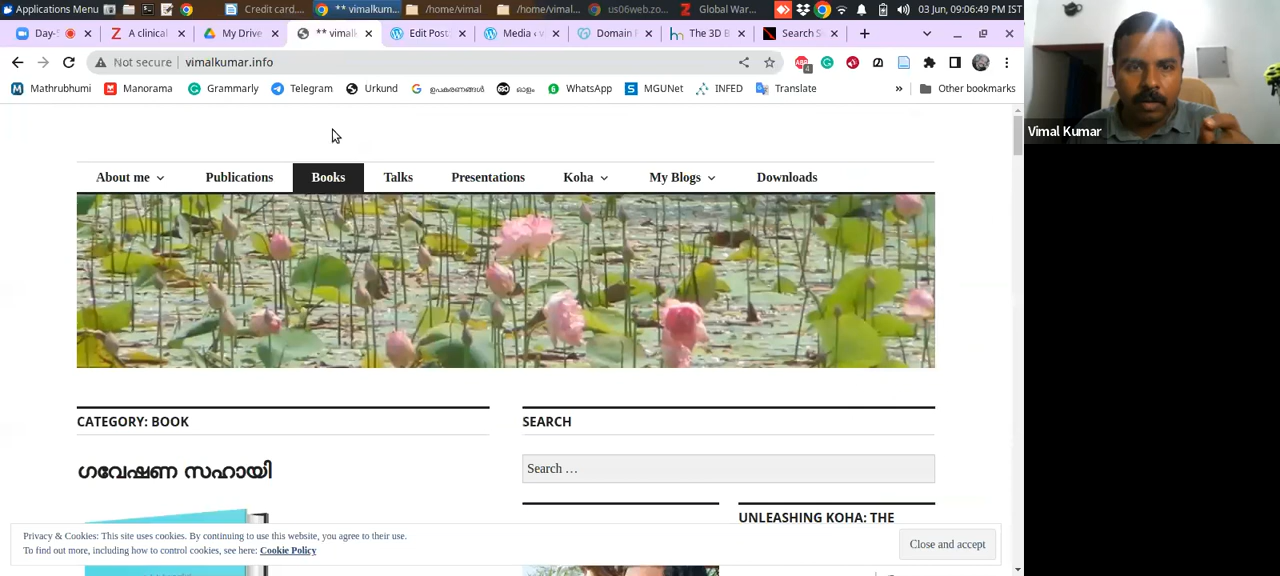 Applications Menu Credit card.... ** vimalkum... /home/vimal /home/vimal... us06web.zo... Global War... 03 Jun, 09:06:49 PM IST
Day-5 A clinical My Drive ** vimalk Edit Post Media ‹ v Domain The 3D B Search S
Not secure vimalkumar.info
Mathrubhumi Manorama Grammarly Telegram Urkund ഉപകരണങ്ങൾ ഓളം WhatsApp MGUNet INFED Translate » Other bookmarks
About me Publications Books Talks Presentations Koha My Blogs Downloads
CATEGORY: BOOK
ഗവേഷണ സഹായി
SEARCH
Search …
UNLEASHING KOHA: THE
Privacy & Cookies: This site uses cookies. By continuing to use this website, you agree to their use.
To find out more, including how to control cookies, see here: Cookie Policy
Close and accept
Vimal Kumar